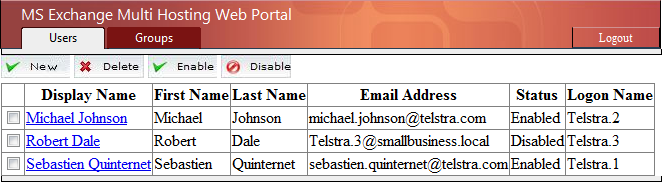 MS Exchange Multi Hosting Web Portal
Users Groups Logout
New Delete Enable Disable
Display Name First Name Last Name Email Address Status Logon Name
Michael Johnson Michael Johnson michael.johnson@telstra.com Enabled Telstra.2
Robert Dale Robert Dale Telstra.3@smallbusiness.local Disabled Telstra.3
Sebastien Quinternet Sebastien Quinternet sebastien.quinternet@telstra.com Enabled Telstra.1